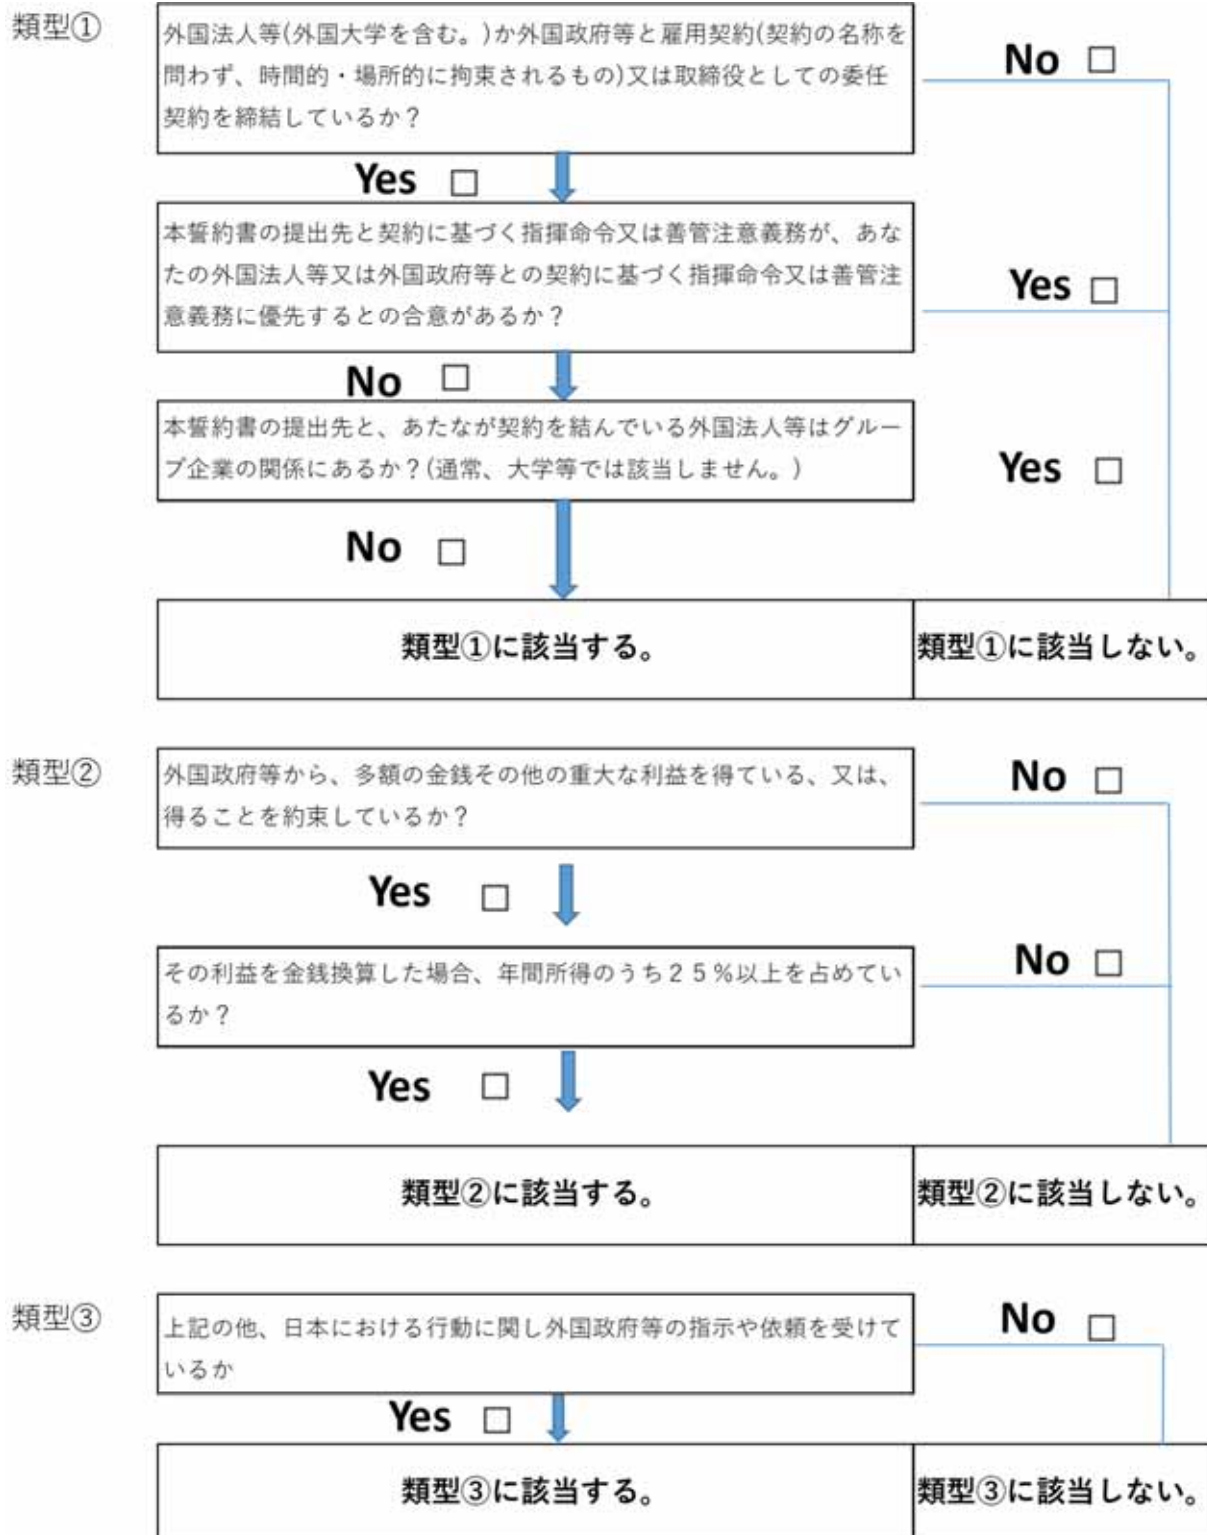 類型①
外国法人等(外国大学を含む。)か外国政府等と雇用契約(契約の名称を
問わず、時間的・場所的に拘束されるもの)又は取締役としての委任
契約を締結しているか？
No □
Yes □
本誓約書の提出先と契約に基づく指揮命令又は善管注意義務が、あな
たの外国法人等又は外国政府等との契約に基づく指揮命令又は善管注
意義務に優先するとの合意があるか？
Yes □
No □
本誓約書の提出先と、あたなが契約を結んでいる外国法人等はグルー
プ企業の関係にあるか？(通常、大学等では該当しません。)
Yes □
No □
類型①に該当する。
類型①に該当しない。
類型②
外国政府等から、多額の金銭その他の重大な利益を得ている、又は、
得ることを約束しているか？
No □
Yes □
その利益を金銭換算した場合、年間所得のうち２５%以上を占めてい
るか？
No □
Yes □
類型②に該当する。
類型②に該当しない。
類型③
上記の他、日本における行動に関し外国政府等の指示や依頼を受けて
いるか
No □
Yes □
類型③に該当する。
類型③に該当しない。